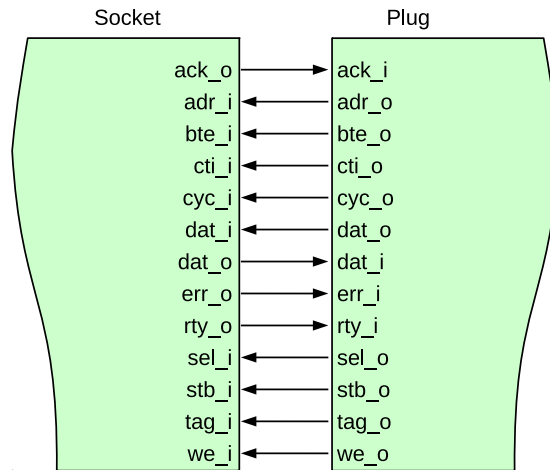 Socket Plug
ack_o ack_i
adr_i adr_o
bte_i bte_o
cti_i cti_o
cyc_i cyc_o
dat_i dat_o
dat_o dat_i
err_o err_i
rty_o rty_i
sel_i sel_o
stb_i stb_o
tag_i tag_o
we_i we_o